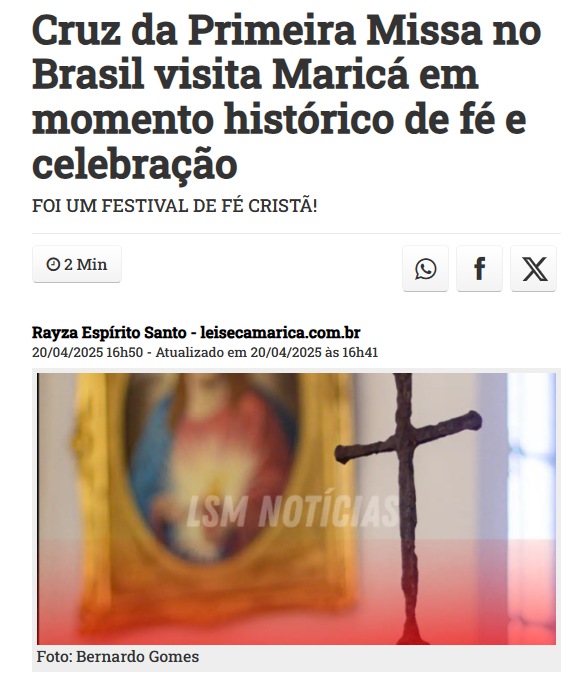 Cruz da Primeira Missa no
Brasil visita Maricá em
momento histórico de fé e
celebração
FOI UM FESTIVAL DE FÉ CRISTÃ!
2 Min
Rayza Espírito Santo - leisecamarica.com.br
20/04/2025 16h50 - Atualizado em 20/04/2025 às 16h41
LSM NOTÍCIAS
Foto: Bernardo Gomes